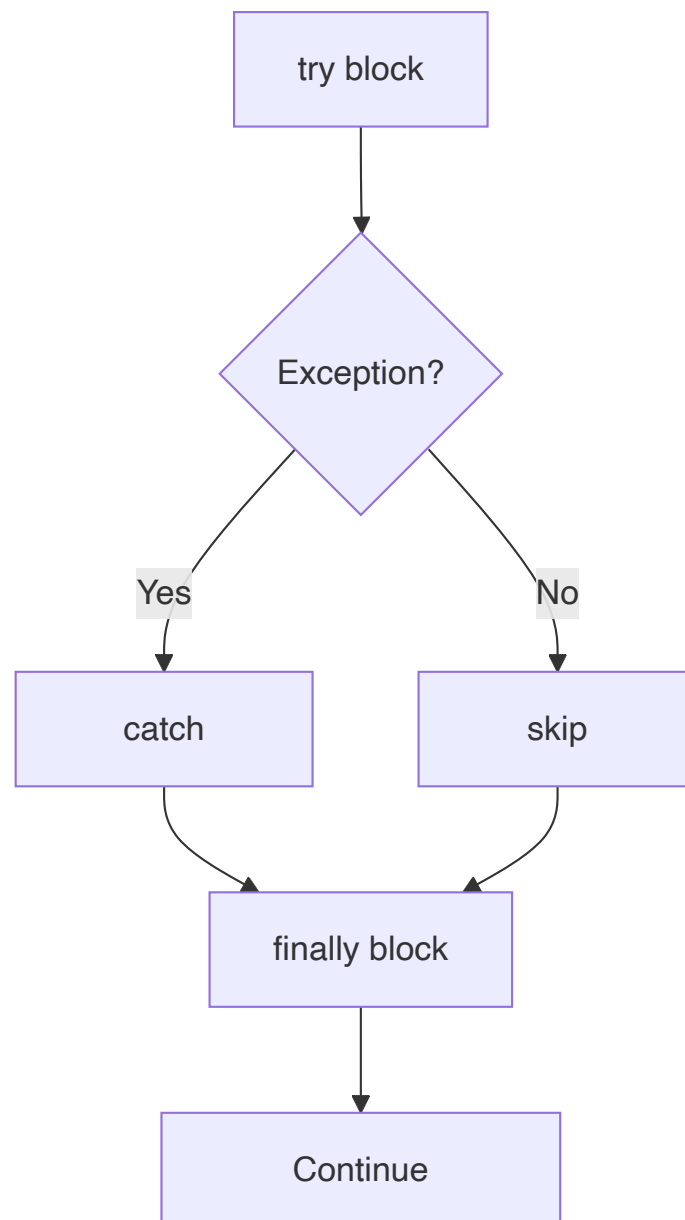 try block
Exception?
Yes
No
catch
skip
finally block
Continue